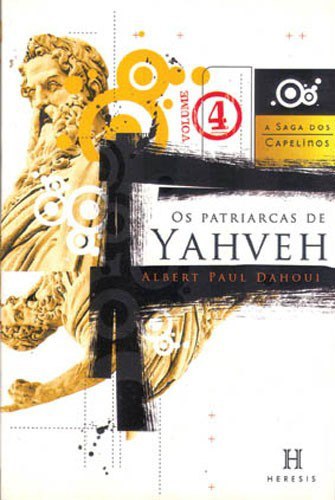 VOLUME
4
A SAGA DOS
CAPELINOS
OS PATRIARCAS DE
YAHVEH
ALBERT PAUL DAHOUI
H
HERESIS